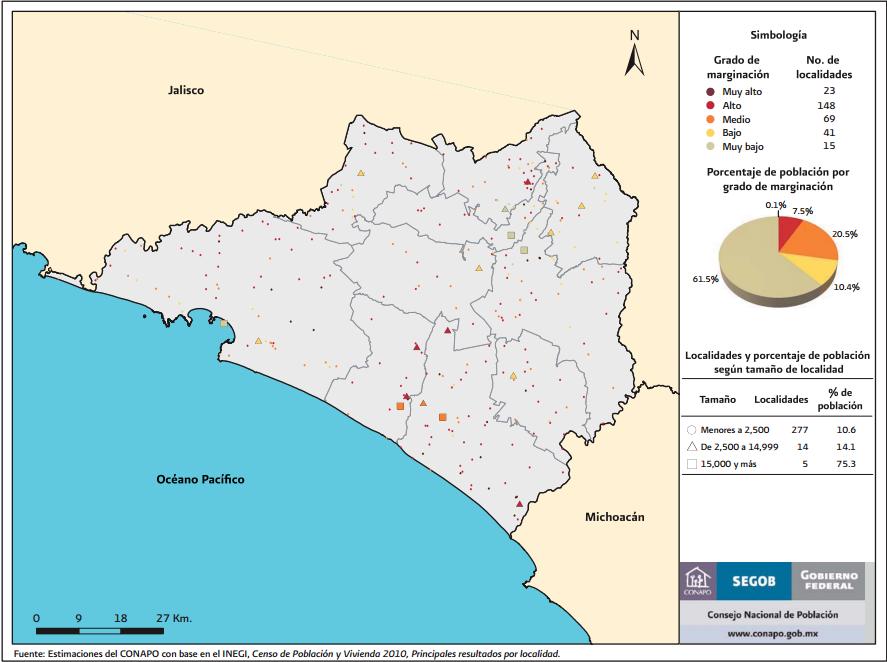 N
Jalisco
Océano Pacífico
Michoacán
0 9 18 27 Km.
Simbología
Grado de marginación
No. de localidades
Muy alto 23
Alto 148
Medio 69
Bajo 41
Muy bajo 15
Porcentaje de población por
grado de marginación
0.1%
7.5%
20.5%
10.4%
61.5%
Localidades y porcentaje de población
según tamaño de localidad
Tamaño Localidades % de población
Menores a 2,500 277 10.6
De 2,500 a 14,999 14 14.1
15,000 y más 5 75.3
CONAPO
SEGOB
GOBIERNO
FEDERAL
Consejo Nacional de Población
www.conapo.gob.mx
Fuente: Estimaciones del CONAPO con base en el INEGI, Censo de Población y Vivienda 2010, Principales resultados por localidad.